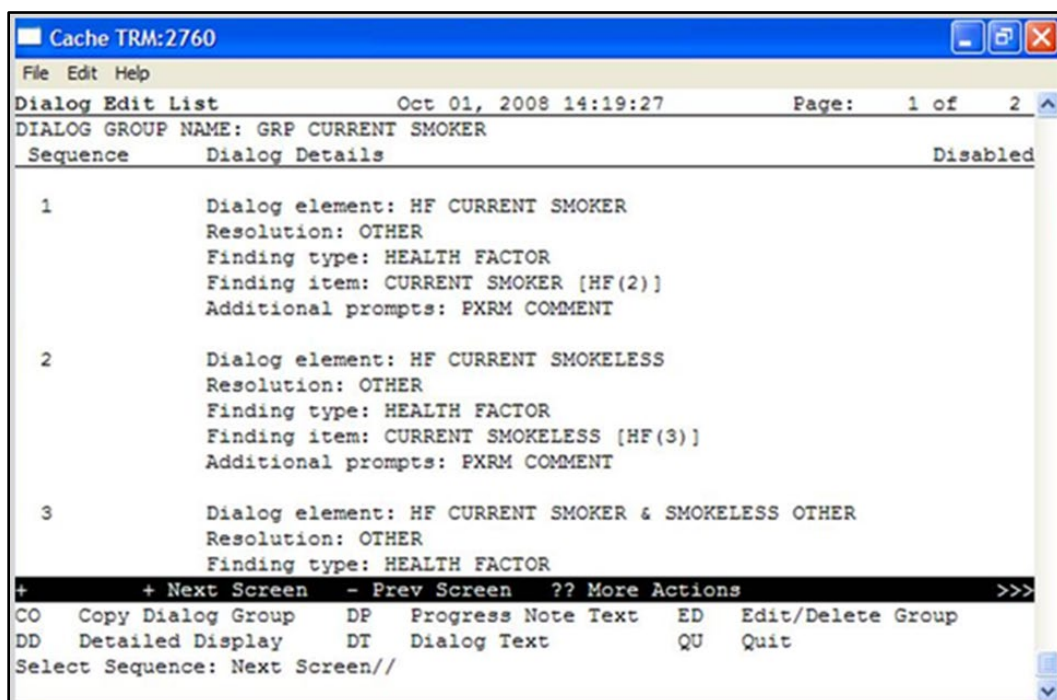 Cache TRM:2760
File Edit Help
Dialog Edit List Oct 01, 2008 14:19:27 Page: 1 of 2
DIALOG GROUP NAME: GRP CURRENT SMOKER
Sequence Dialog Details Disabled
1 Dialog element: HF CURRENT SMOKER
Resolution: OTHER
Finding type: HEALTH FACTOR
Finding item: CURRENT SMOKER [HF(2)]
Additional prompts: PXRM COMMENT
2 Dialog element: HF CURRENT SMOKELESS
Resolution: OTHER
Finding type: HEALTH FACTOR
Finding item: CURRENT SMOKELESS [HF(3)]
Additional prompts: PXRM COMMENT
3 Dialog element: HF CURRENT SMOKER & SMOKELESS OTHER
Resolution: OTHER
Finding type: HEALTH FACTOR
+ + Next Screen - Prev Screen ?? More Actions >>>
CO Copy Dialog Group DP Progress Note Text ED Edit/Delete Group
DD Detailed Display DT Dialog Text QU Quit
Select Sequence: Next Screen//